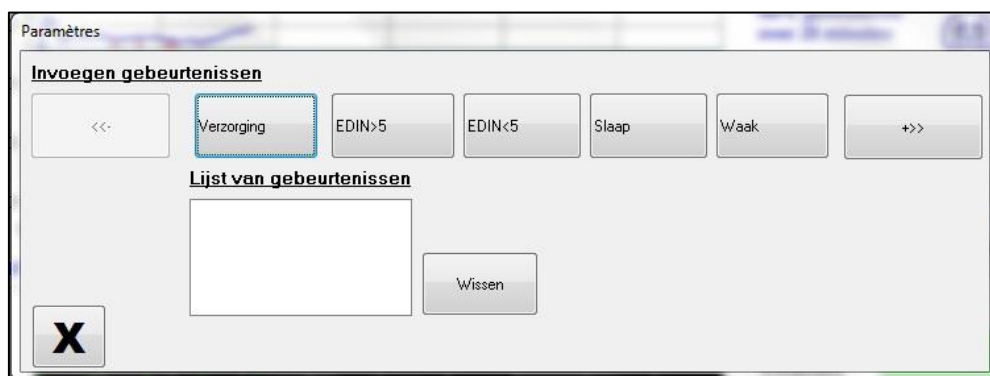 Paramètres
Invoegen gebeurtenissen
<<- Verzorging EDIN>5 EDIN<5 Slaap Waak +>>
Lijst van gebeurtenissen
Wissen
X